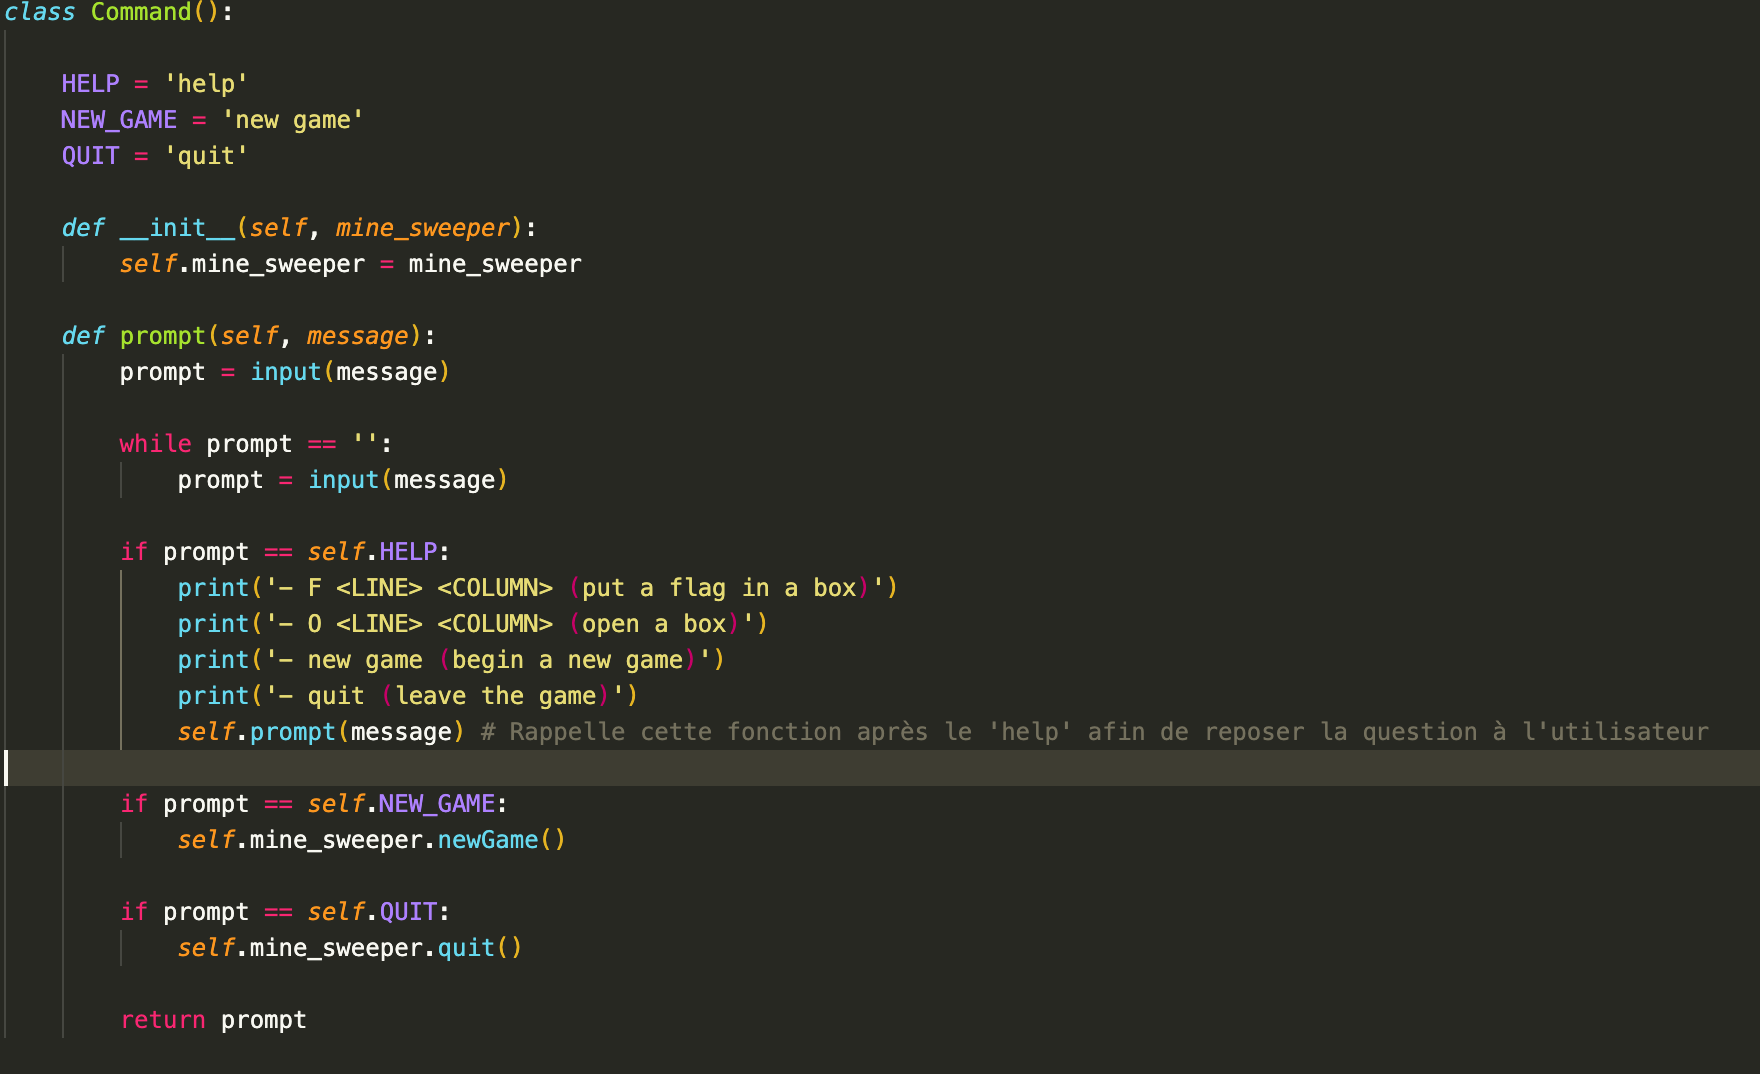 class Command():
HELP = 'help'
NEW_GAME = 'new game'
QUIT = 'quit'
def __init__(self, mine_sweeper):
self.mine_sweeper = mine_sweeper
def prompt(self, message):
prompt = input(message)
while prompt == '':
prompt = input(message)
if prompt == self.HELP:
print('– F <LINE> <COLUMN> (put a flag in a box)')
print('– O <LINE> <COLUMN> (open a box)')
print('– new game (begin a new game)')
print('– quit (leave the game)')
self.prompt(message) # Rappelle cette fonction après le 'help' afin de reposer la question à l'utilisateur
if prompt == self.NEW_GAME:
self.mine_sweeper.newGame()
if prompt == self.QUIT:
self.mine_sweeper.quit()
return prompt